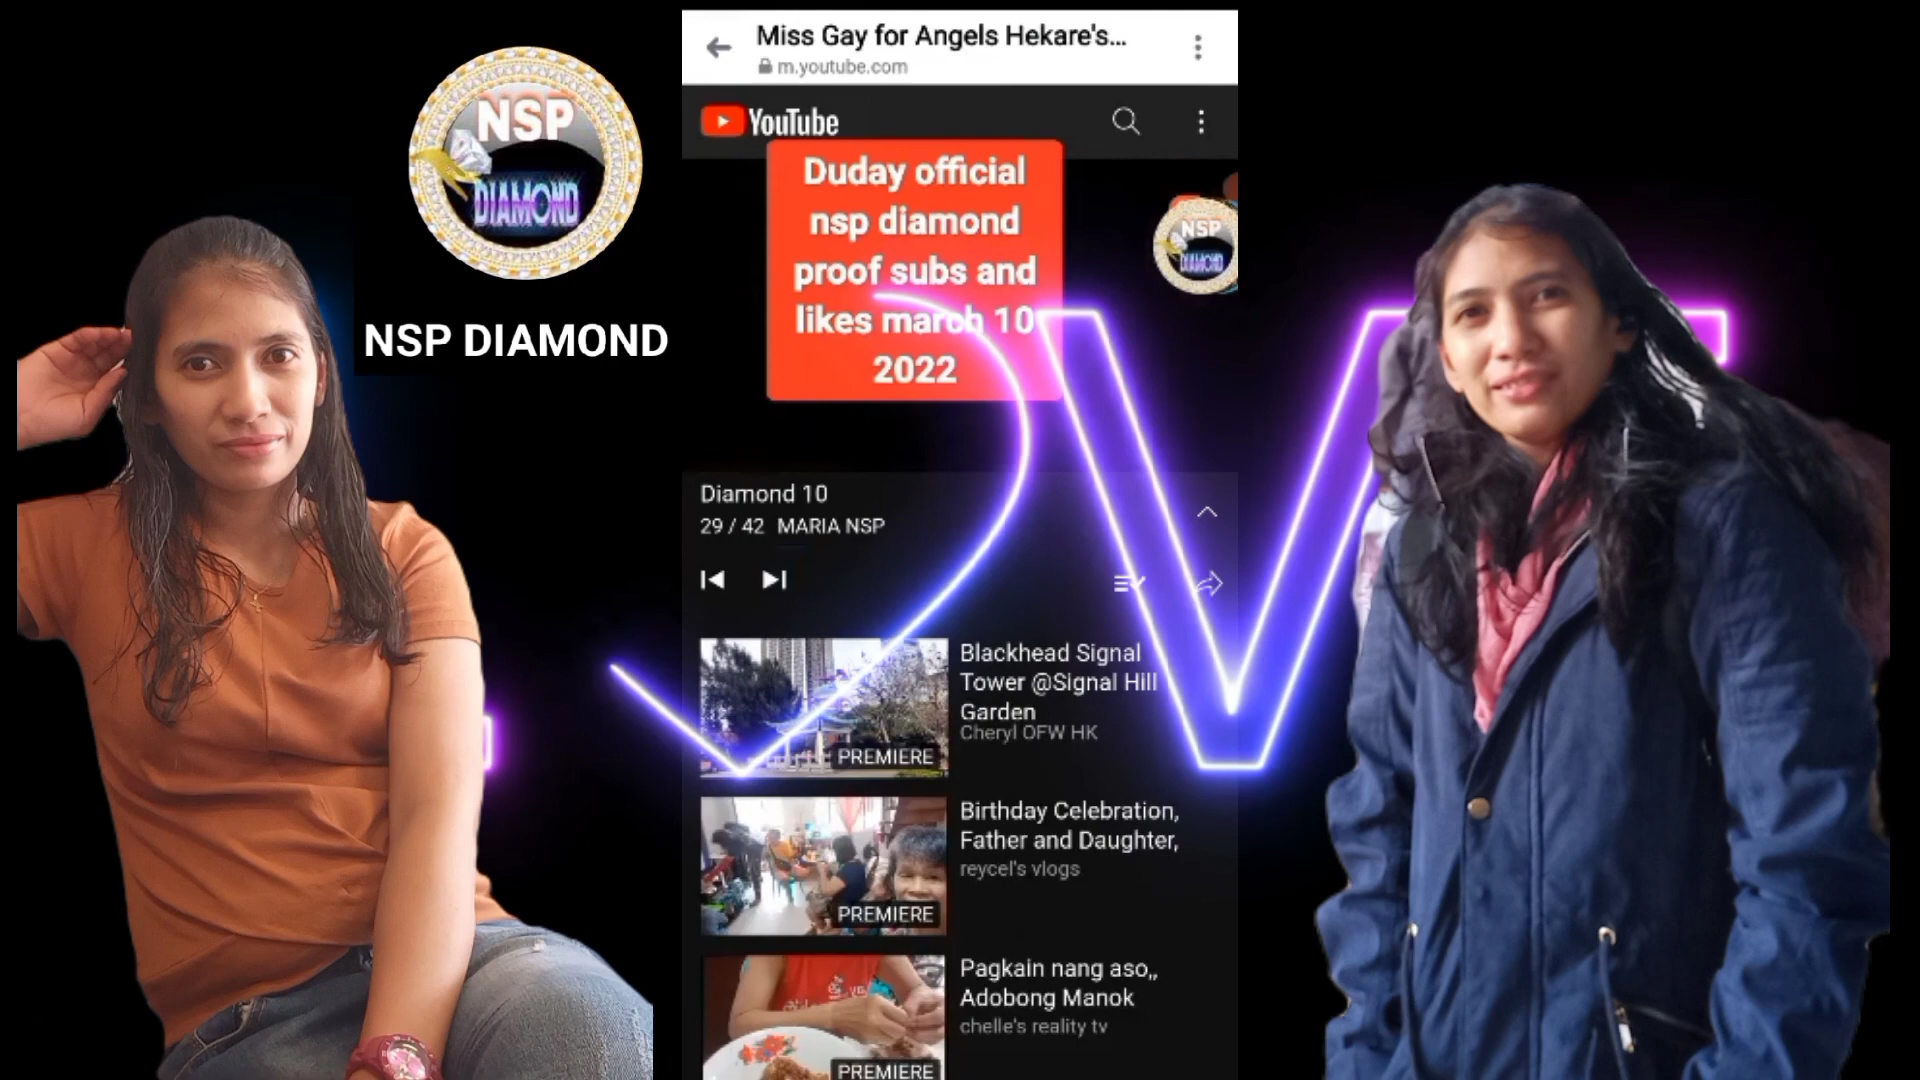 NSP
DIAMOND
NSP DIAMOND
Miss Gay for Angels Hekare's...
m.youtube.com
YouTube
Duday official
nsp diamond
proof subs and
likes march 10
2022
NSP
DIAMOND
Diamond 10
29 / 42 MARIA NSP
Blackhead Signal
Tower @Signal Hill
Garden
Cheryl OFW HK
PREMIERE
Birthday Celebration,
Father and Daughter,
reycel's vlogs
PREMIERE
Pagkain nang aso,,
Adobong Manok
chelle's reality tv
PREMIERE
V